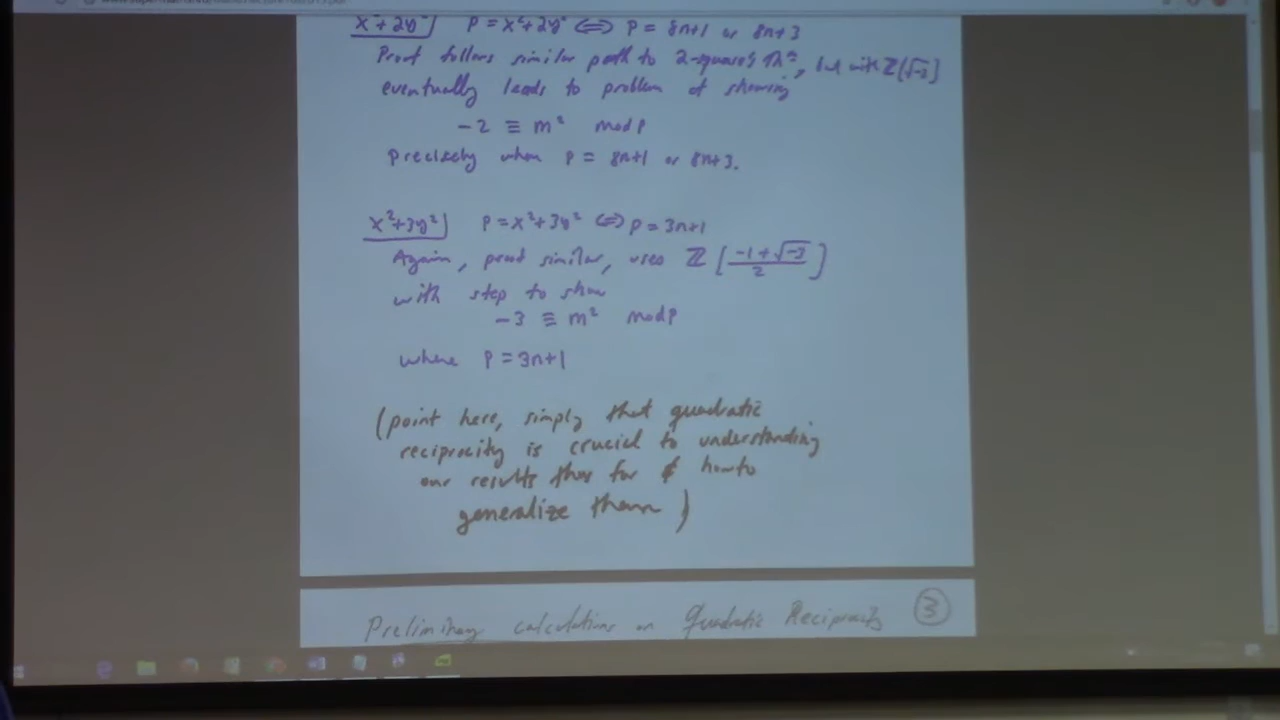 x²+2y² p = x²+2y² ⟺ p = 8n+1 or 8n+3
Proof follows similar path to 2-square's Thm, but with ℤ[√-2]
eventually leads to problem of showing
-2 ≡ m² mod p
precisely when p = 8n+1 or 8n+3.
x²+3y² p = x²+3y² ⟺ p = 3n+1
Again, proof similar, uses ℤ[(-1+√-3)/2]
with step to show
-3 ≡ m² mod p
where p = 3n+1
(point here, simply that quadratic
reciprocity is crucial to understanding
our results thus far & how to
generalize them)
Preliminary calculations on Quadratic Reciprocity ③